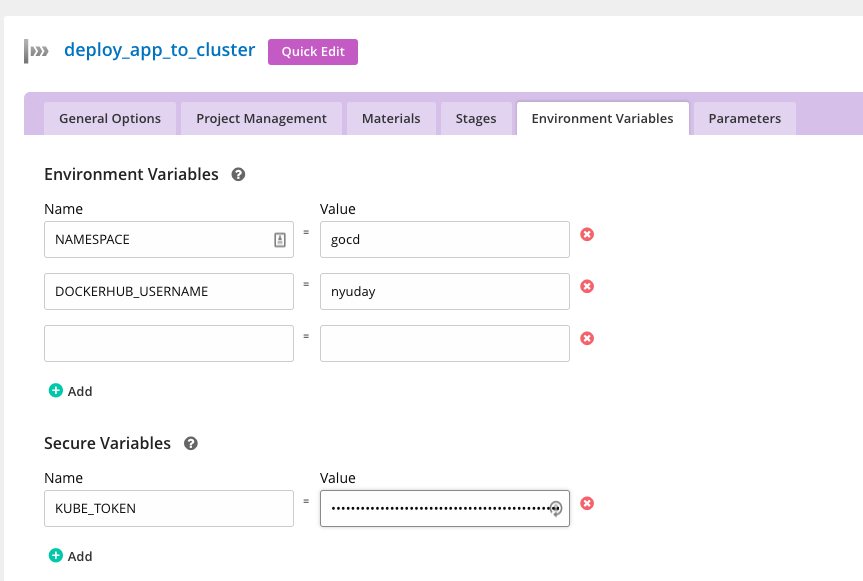 deploy_app_to_cluster Quick Edit
General Options Project Management Materials Stages Environment Variables Parameters
Environment Variables ?
Name Value
NAMESPACE = gocd
DOCKERHUB_USERNAME = nyuday
=
Add
Secure Variables ?
Name Value
KUBE_TOKEN = ••••••••••••••••••••••••••••••••••••••••••••••
Add